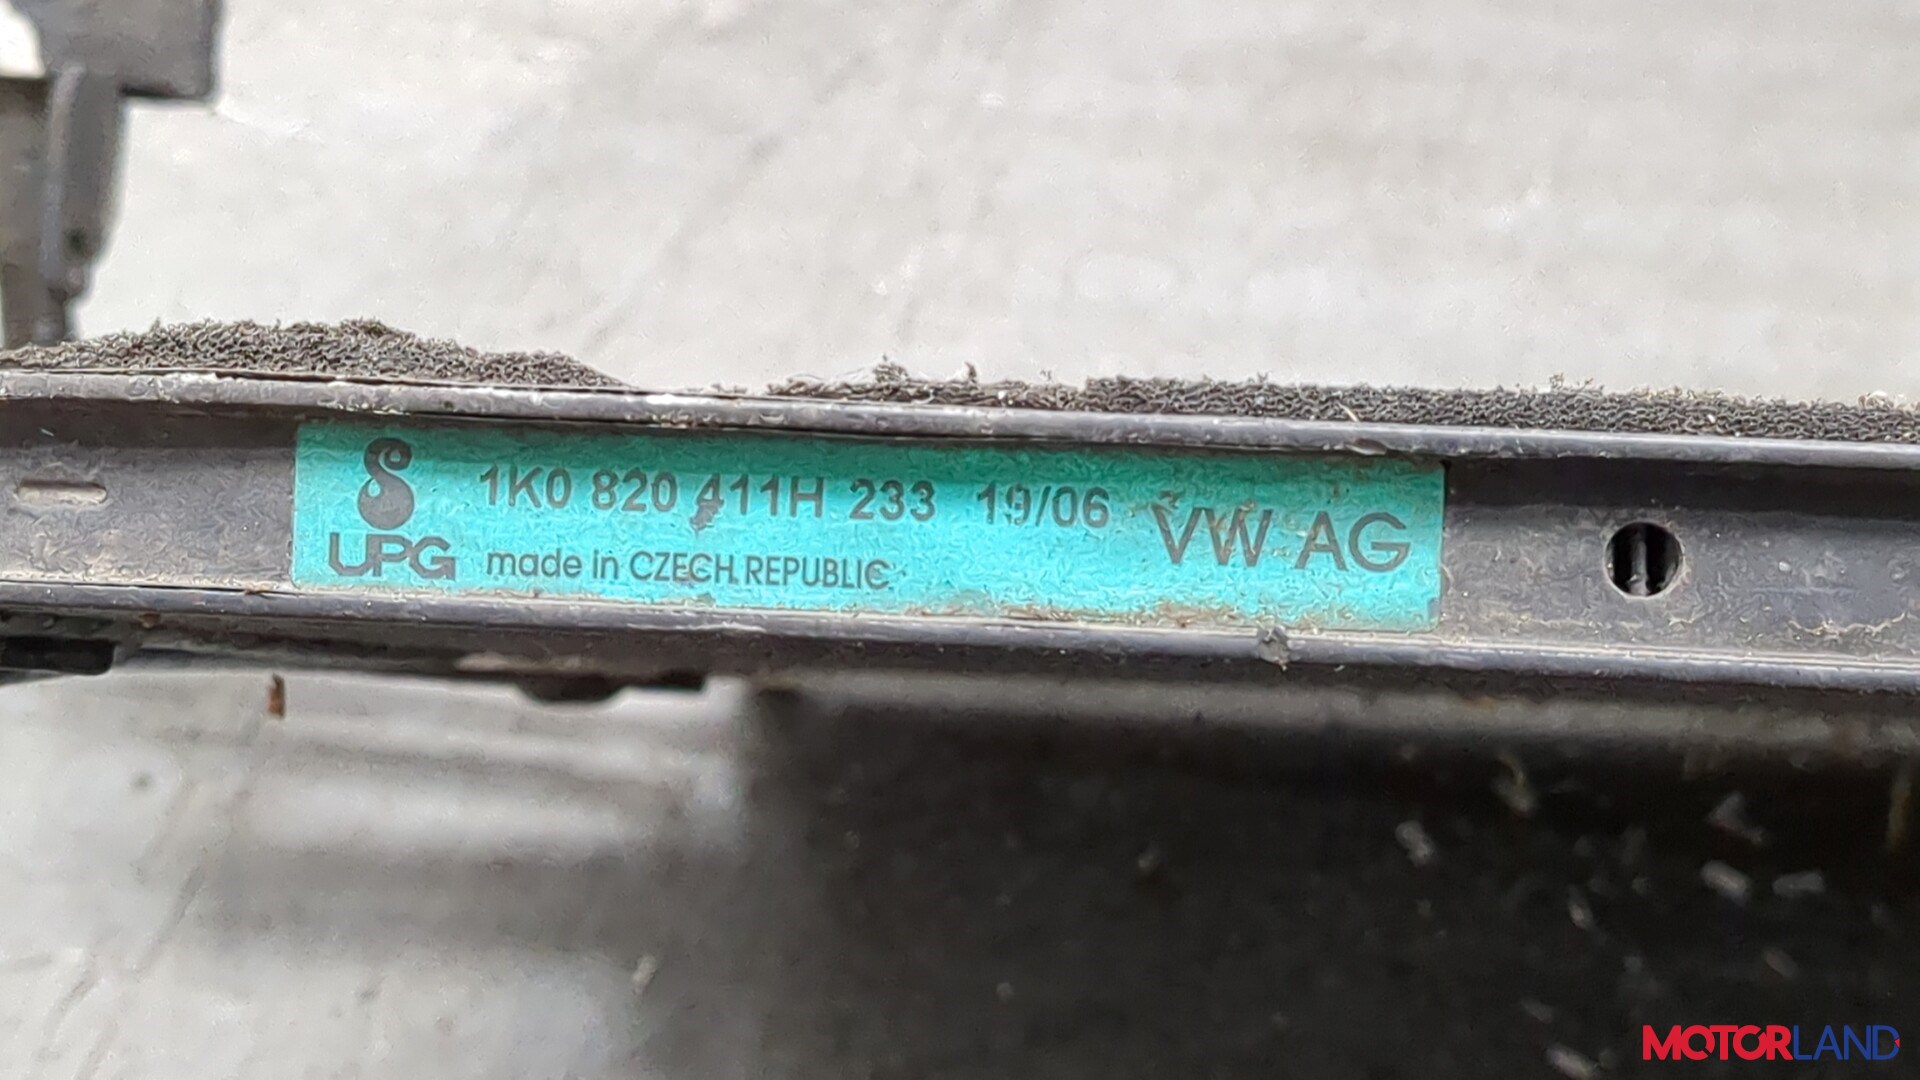 1K0 820 411H 233 19/06
VW AG
UPG
made in CZECH REPUBLIC
MOTORLAND